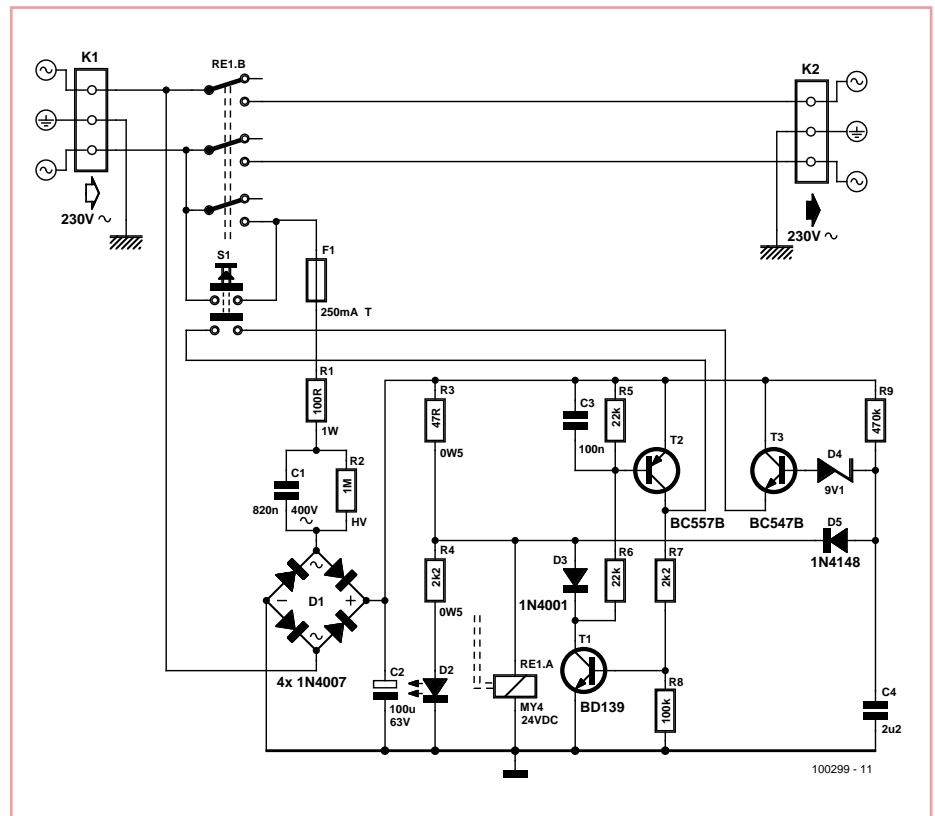 K1
RE1.B
K2
230V ~
230V ~
S1
F1
250mA T
R1
100R
1W
R3
47R
0W5
C3
100n
R5
22k
T2
T3
R9
470k
D4
9V1
C1
820n
400V
~
R2
1M
HV
BC557B
BC547B
D5
1N4148
R4
2k2
0W5
D3
1N4001
R6
22k
R7
2k2
~
D1
– +
~
4x 1N4007
C2
100u
63V
D2
RE1.A
MY4
24VDC
T1
BD139
R8
100k
C4
2u2
100299 - 11